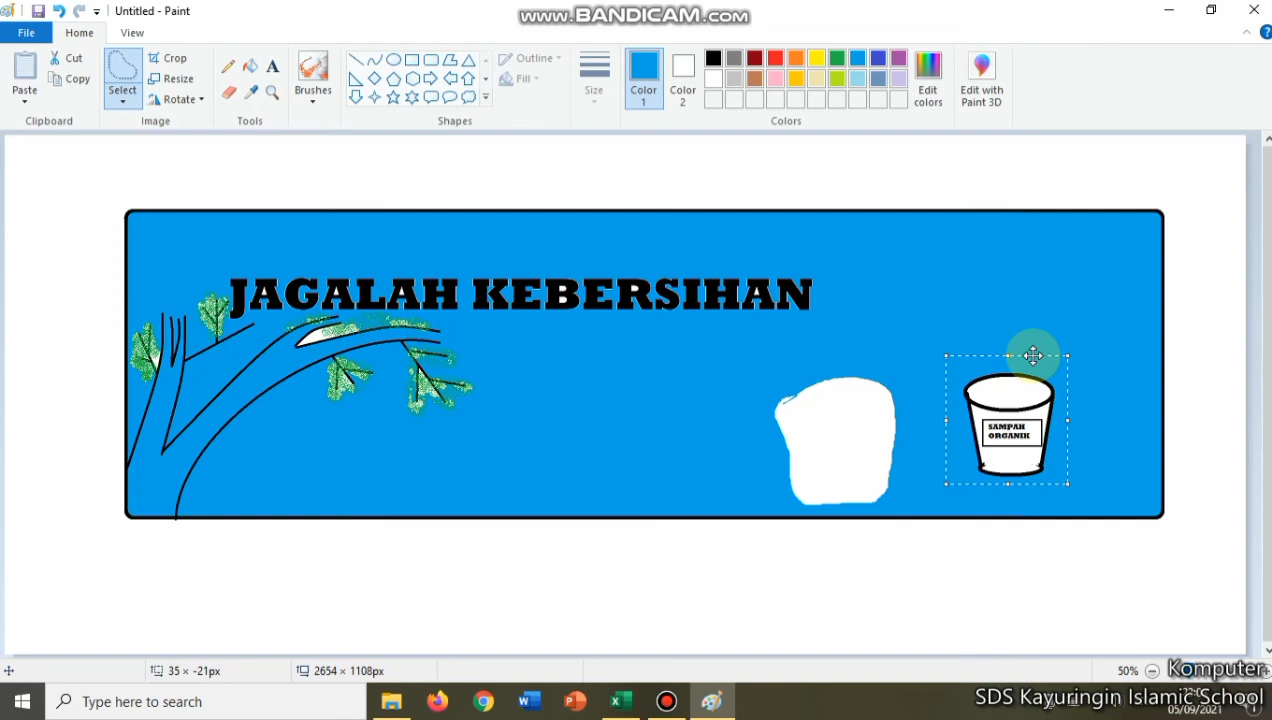 Untitled - Paint
www.BANDICAM.com
File
Home
View
Paste
Cut
Copy
Clipboard
Select
Crop
Resize
Rotate
Image
A
Tools
Brushes
Outline
Fill
Shapes
Size
Color 1
Color 2
Edit colors
Edit with Paint 3D
Colors
JAGALAH KEBERSIHAN
SAMPAH
ORGANIK
35 × -21px
2654 × 1108px
50%
Komputer
Type here to search
SDS Kayuringin Islamic School
05/09/2021